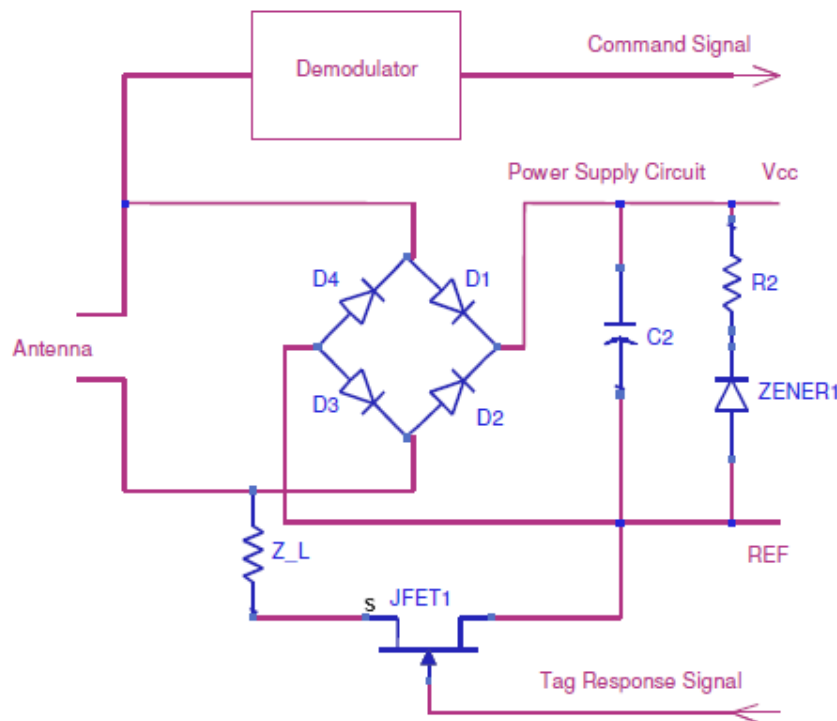 Command Signal
Demodulator
Power Supply Circuit
Vcc
D4
D1
R2
Antenna
C2
ZENER1
D3
D2
Z_L
REF
S
JFET1
Tag Response Signal